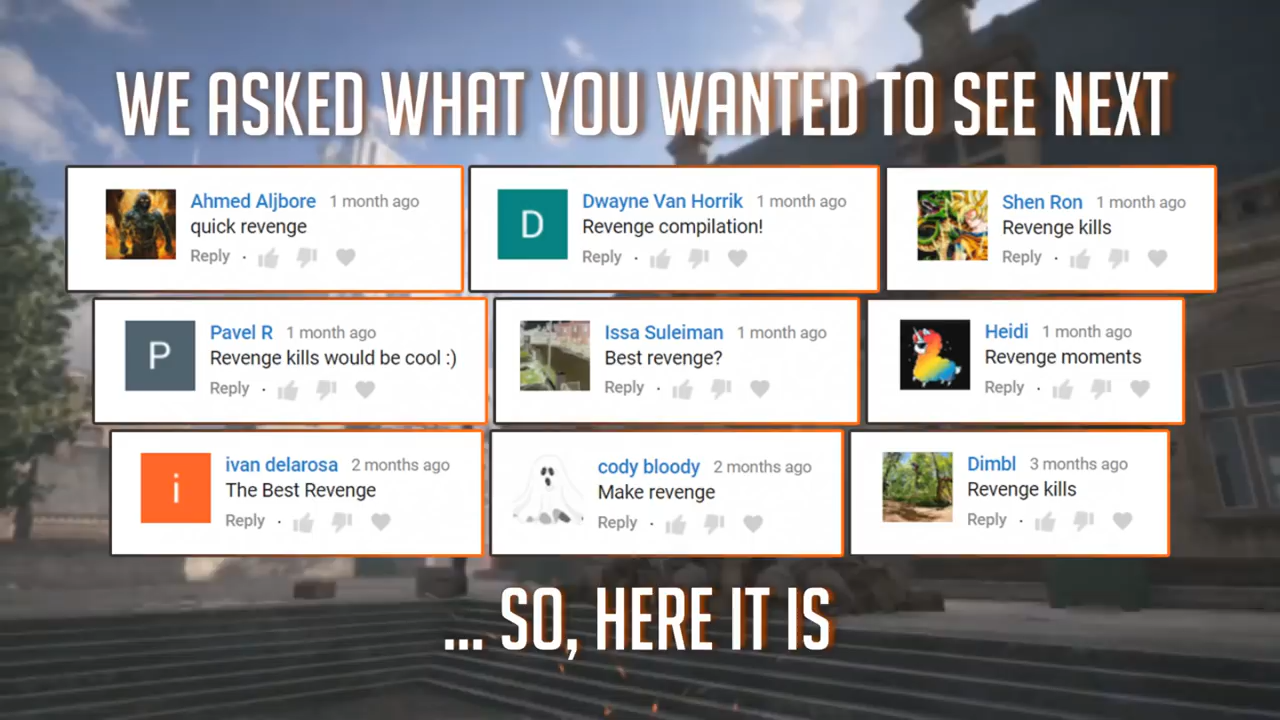 WE ASKED WHAT YOU WANTED TO SEE NEXT
Ahmed Aljbore 1 month ago
quick revenge
Reply ·
D
Dwayne Van Horrik 1 month ago
Revenge compilation!
Reply ·
Shen Ron 1 month ago
Revenge kills
Reply ·
P
Pavel R 1 month ago
Revenge kills would be cool :)
Reply ·
Issa Suleiman 1 month ago
Best revenge?
Reply ·
Heidi 1 month ago
Revenge moments
Reply ·
i
ivan delarosa 2 months ago
The Best Revenge
Reply ·
cody bloody 2 months ago
Make revenge
Reply ·
Dimbl 3 months ago
Revenge kills
Reply ·
... SO, HERE IT IS